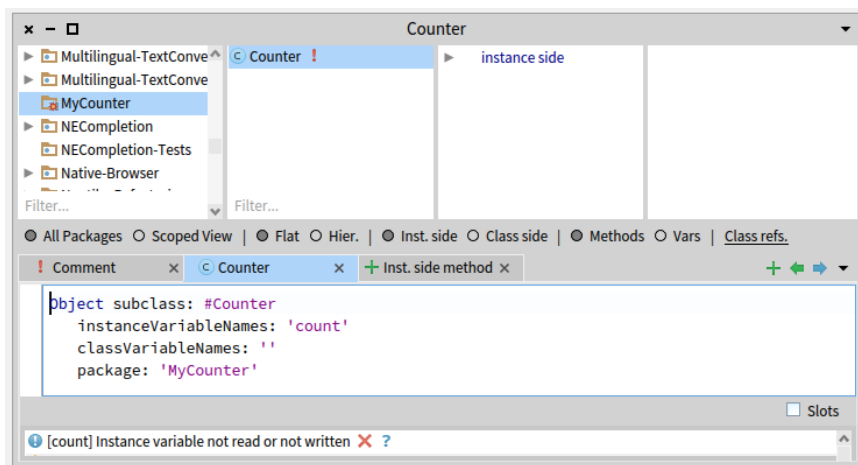 Counter
Multilingual-TextConve
Multilingual-TextConve
MyCounter
NECompletion
NECompletion-Tests
Native-Browser
Filter...
Counter !
Filter...
instance side
All Packages Scoped View | Flat Hier. | Inst. side Class side | Methods Vars | Class refs.
! Comment × Counter × Inst. side method ×
Object subclass: #Counter
instanceVariableNames: 'count'
classVariableNames: ''
package: 'MyCounter'
Slots
[count] Instance variable not read or not written ?